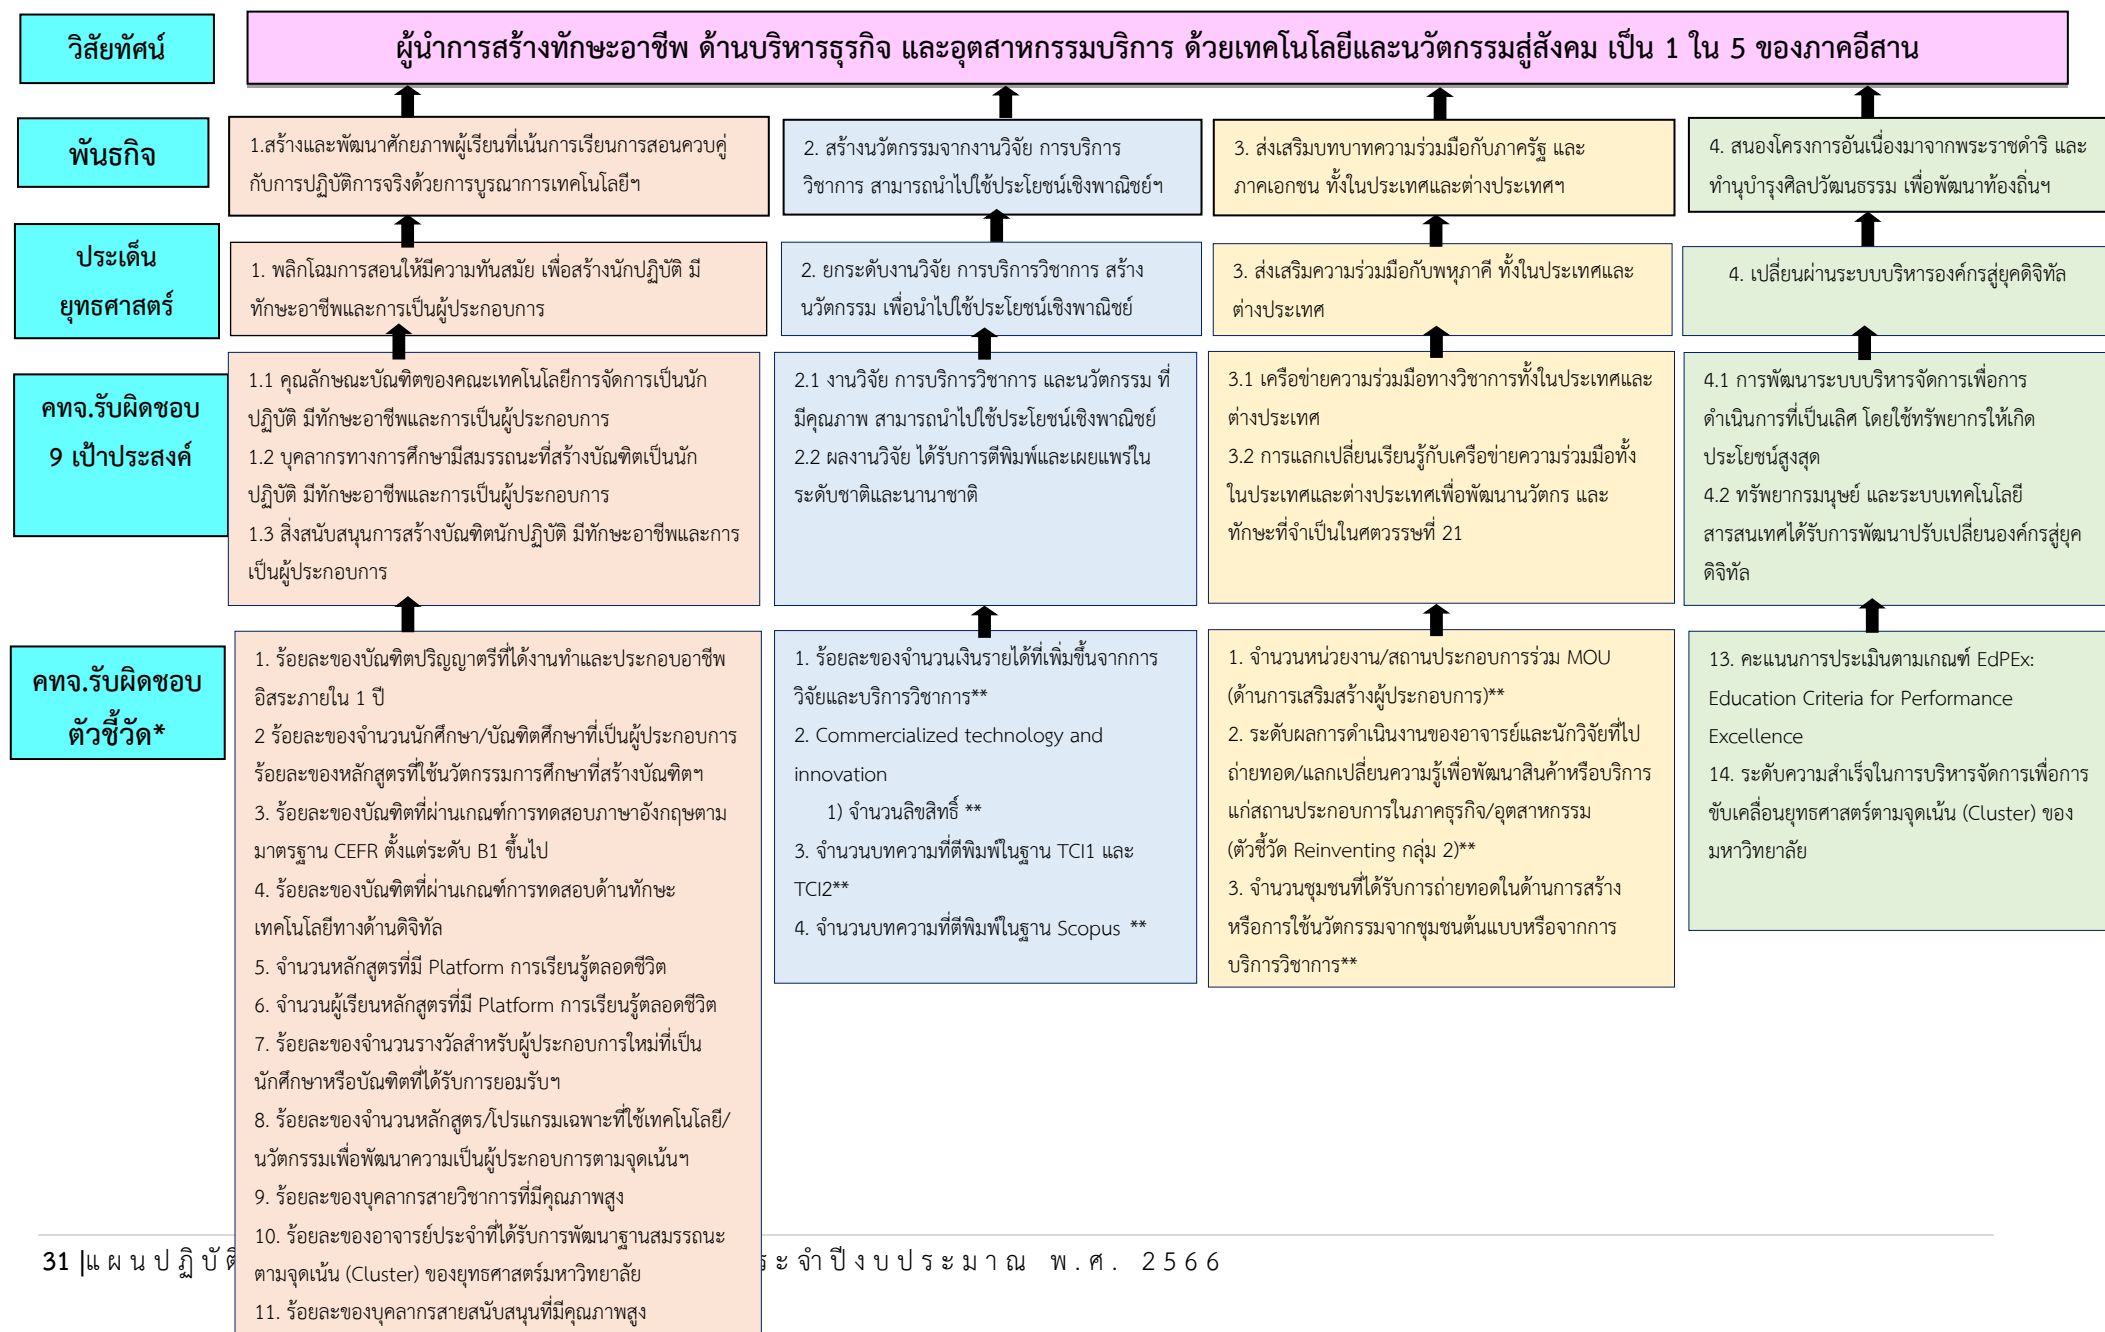 วิสัยทัศน์
ผู้นำการสร้างทักษะอาชีพ ด้านบริหารธุรกิจ และอุตสาหกรรมบริการ ด้วยเทคโนโลยีและนวัตกรรมสู่สังคม เป็น 1 ใน 5 ของภาคอีสาน
พันธกิจ
1.สร้างและพัฒนาศักยภาพผู้เรียนที่เน้นการเรียนการสอนควบคู่
กับการปฏิบัติการจริงด้วยการบูรณาการเทคโนโลยีฯ
2. สร้างนวัตกรรมจากงานวิจัย การบริการ
วิชาการ สามารถนำไปใช้ประโยชน์เชิงพาณิชย์ฯ
3. ส่งเสริมบทบาทความร่วมมือกับภาครัฐ และ
ภาคเอกชน ทั้งในประเทศและต่างประเทศฯ
4. สนองโครงการอันเนื่องมาจากพระราชดำริ และ
ทำนุบำรุงศิลปวัฒนธรรม เพื่อพัฒนาท้องถิ่นฯ
ประเด็น
ยุทธศาสตร์
1. พลิกโฉมการสอนให้มีความทันสมัย เพื่อสร้างนักปฏิบัติ มี
ทักษะอาชีพและการเป็นผู้ประกอบการ
2. ยกระดับงานวิจัย การบริการวิชาการ สร้าง
นวัตกรรม เพื่อนำไปใช้ประโยชน์เชิงพาณิชย์
3. ส่งเสริมความร่วมมือกับพหุภาคี ทั้งในประเทศและ
ต่างประเทศ
4. เปลี่ยนผ่านระบบบริหารองค์กรสู่ยุคดิจิทัล
คทจ.รับผิดชอบ
9 เป้าประสงค์
1.1 คุณลักษณะบัณฑิตของคณะเทคโนโลยีการจัดการเป็นนัก
ปฏิบัติ มีทักษะอาชีพและการเป็นผู้ประกอบการ
1.2 บุคลากรทางการศึกษามีสมรรถนะที่สร้างบัณฑิตเป็นนัก
ปฏิบัติ มีทักษะอาชีพและการเป็นผู้ประกอบการ
1.3 สิ่งสนับสนุนการสร้างบัณฑิตนักปฏิบัติ มีทักษะอาชีพและการ
เป็นผู้ประกอบการ
2.1 งานวิจัย การบริการวิชาการ และนวัตกรรม ที่
มีคุณภาพ สามารถนำไปใช้ประโยชน์เชิงพาณิชย์
2.2 ผลงานวิจัย ได้รับการตีพิมพ์และเผยแพร่ใน
ระดับชาติและนานาชาติ
3.1 เครือข่ายความร่วมมือทางวิชาการทั้งในประเทศและ
ต่างประเทศ
3.2 การแลกเปลี่ยนเรียนรู้กับเครือข่ายความร่วมมือทั้ง
ในประเทศและต่างประเทศเพื่อพัฒนานวัตกร และ
ทักษะที่จำเป็นในศตวรรษที่ 21
4.1 การพัฒนาระบบบริหารจัดการเพื่อการ
ดำเนินการที่เป็นเลิศ โดยใช้ทรัพยากรให้เกิด
ประโยชน์สูงสุด
4.2 ทรัพยากรมนุษย์ และระบบเทคโนโลยี
สารสนเทศได้รับการพัฒนาปรับเปลี่ยนองค์กรสู่ยุค
ดิจิทัล
คทจ.รับผิดชอบ
ตัวชี้วัด*
1. ร้อยละของบัณฑิตปริญญาตรีที่ได้งานทำและประกอบอาชีพ
อิสระภายใน 1 ปี
2 ร้อยละของจำนวนนักศึกษา/บัณฑิตศึกษาที่เป็นผู้ประกอบการ
ร้อยละของหลักสูตรที่ใช้นวัตกรรมการศึกษาที่สร้างบัณฑิตฯ
3. ร้อยละของบัณฑิตที่ผ่านเกณฑ์การทดสอบภาษาอังกฤษตาม
มาตรฐาน CEFR ตั้งแต่ระดับ B1 ขึ้นไป
4. ร้อยละของบัณฑิตที่ผ่านเกณฑ์การทดสอบด้านทักษะ
เทคโนโลยีทางด้านดิจิทัล
5. จำนวนหลักสูตรที่มี Platform การเรียนรู้ตลอดชีวิต
6. จำนวนผู้เรียนหลักสูตรที่มี Platform การเรียนรู้ตลอดชีวิต
7. ร้อยละของจำนวนรางวัลสำหรับผู้ประกอบการใหม่ที่เป็น
นักศึกษาหรือบัณฑิตที่ได้รับการยอมรับฯ
8. ร้อยละของจำนวนหลักสูตร/โปรแกรมเฉพาะที่ใช้เทคโนโลยี/
นวัตกรรมเพื่อพัฒนาความเป็นผู้ประกอบการตามจุดเน้นฯ
9. ร้อยละของบุคลากรสายวิชาการที่มีคุณภาพสูง
10. ร้อยละของอาจารย์ประจำที่ได้รับการพัฒนาฐานสมรรถนะ
ตามจุดเน้น (Cluster) ของยุทธศาสตร์มหาวิทยาลัย
11. ร้อยละของบุคลากรสายสนับสนุนที่มีคุณภาพสูง
1. ร้อยละของจำนวนเงินรายได้ที่เพิ่มขึ้นจากการ
วิจัยและบริการวิชาการ**
2. Commercialized technology and
innovation
1) จำนวนลิขสิทธิ์ **
3. จำนวนบทความที่ตีพิมพ์ในฐาน TCI1 และ
TCI2**
4. จำนวนบทความที่ตีพิมพ์ในฐาน Scopus **
1. จำนวนหน่วยงาน/สถานประกอบการร่วม MOU
(ด้านการเสริมสร้างผู้ประกอบการ)**
2. ระดับผลการดำเนินงานของอาจารย์และนักวิจัยที่ไป
ถ่ายทอด/แลกเปลี่ยนความรู้เพื่อพัฒนาสินค้าหรือบริการ
แก่สถานประกอบการในภาคธุรกิจ/อุตสาหกรรม
(ตัวชี้วัด Reinventing กลุ่ม 2)**
3. จำนวนชุมชนที่ได้รับการถ่ายทอดในด้านการสร้าง
หรือการใช้นวัตกรรมจากชุมชนต้นแบบหรือจากการ
บริการวิชาการ**
13. คะแนนการประเมินตามเกณฑ์ EdPEx:
Education Criteria for Performance
Excellence
14. ระดับความสำเร็จในการบริหารจัดการเพื่อการ
ขับเคลื่อนยุทธศาสตร์ตามจุดเน้น (Cluster) ของ
มหาวิทยาลัย
31 |แผนปฏิบัติ ระจำปีงบประมาณ พ.ศ. 2566